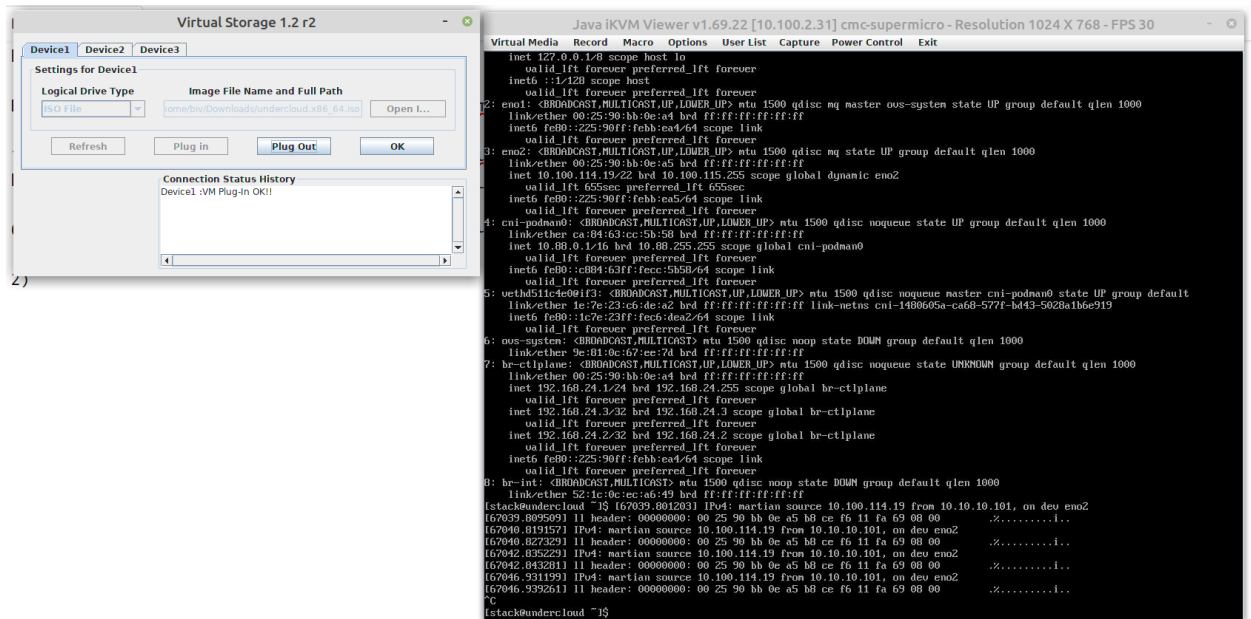 Virtual Storage 1.2 r2
Device1 Device2 Device3
Settings for Device1
Logical Drive Type Image File Name and Full Path
ISO File iome/biv/Downloads/undercloud.x86_64.iso Open I...
Refresh Plug in Plug Out OK
Connection Status History
Device1 :VM Plug-In OK!!
2)
Java iKVM Viewer v1.69.22 [10.100.2.31] cmc-supermicro - Resolution 1024 X 768 - FPS 30
Virtual Media Record Macro Options User List Capture Power Control Exit
inet 127.0.0.1/8 scope host lo
valid_lft forever preferred_lft forever
inet6 ::1/128 scope host
valid_lft forever preferred_lft forever
2: eno1: <BROADCAST,MULTICAST,UP,LOWER_UP> mtu 1500 qdisc mq master ovs-system state UP group default qlen 1000
link/ether 00:25:90:bb:0e:a4 brd ff:ff:ff:ff:ff:ff
inet6 fe80::225:90ff:febb:ea4/64 scope link
valid_lft forever preferred_lft forever
3: eno2: <BROADCAST,MULTICAST,UP,LOWER_UP> mtu 1500 qdisc mq state UP group default qlen 1000
link/ether 00:25:90:bb:0e:a5 brd ff:ff:ff:ff:ff:ff
inet 10.100.114.19/22 brd 10.100.115.255 scope global dynamic eno2
valid_lft 655sec preferred_lft 655sec
inet6 fe80::225:90ff:febb:ea5/64 scope link
valid_lft forever preferred_lft forever
4: cni-podman0: <BROADCAST,MULTICAST,UP,LOWER_UP> mtu 1500 qdisc noqueue state UP group default qlen 1000
link/ether ca:84:63:cc:5b:58 brd ff:ff:ff:ff:ff:ff
inet 10.88.0.1/16 brd 10.88.255.255 scope global cni-podman0
valid_lft forever preferred_lft forever
inet6 fe80::c884:63ff:fecc:5b58/64 scope link
valid_lft forever preferred_lft forever
5: vethd511c4e0@if3: <BROADCAST,MULTICAST,UP,LOWER_UP> mtu 1500 qdisc noqueue master cni-podman0 state UP group default
link/ether 1e:7e:23:c6:de:a2 brd ff:ff:ff:ff:ff:ff link-netns cni-1480605a-ca68-577f-bd43-5028a1b6e919
inet6 fe80::1c7e:23ff:fec6:dea2/64 scope link
valid_lft forever preferred_lft forever
6: ovs-system: <BROADCAST,MULTICAST> mtu 1500 qdisc noop state DOWN group default qlen 1000
link/ether 9e:81:0c:67:ee:7d brd ff:ff:ff:ff:ff:ff
7: br-ctlplane: <BROADCAST,MULTICAST,UP,LOWER_UP> mtu 1500 qdisc noqueue state UNKNOWN group default qlen 1000
link/ether 00:25:90:bb:0e:a4 brd ff:ff:ff:ff:ff:ff
inet 192.168.24.1/24 brd 192.168.24.255 scope global br-ctlplane
valid_lft forever preferred_lft forever
inet 192.168.24.3/32 brd 192.168.24.3 scope global br-ctlplane
valid_lft forever preferred_lft forever
inet 192.168.24.2/32 brd 192.168.24.2 scope global br-ctlplane
valid_lft forever preferred_lft forever
inet6 fe80::225:90ff:febb:ea4/64 scope link
valid_lft forever preferred_lft forever
8: br-int: <BROADCAST,MULTICAST> mtu 1500 qdisc noop state DOWN group default qlen 1000
link/ether 52:1c:0c:ec:a6:49 brd ff:ff:ff:ff:ff:ff
[stack@undercloud ~]$ [67039.801203] IPv4: martian source 10.100.114.19 from 10.10.10.101, on dev eno2
[67039.809509] ll header: 00000000: 00 25 90 bb 0e a5 b8 ce f6 11 fa 69 08 00 .%.........i..
[67040.819157] IPv4: martian source 10.100.114.19 from 10.10.10.101, on dev eno2
[67040.827329] ll header: 00000000: 00 25 90 bb 0e a5 b8 ce f6 11 fa 69 08 00 .%.........i..
[67042.835229] IPv4: martian source 10.100.114.19 from 10.10.10.101, on dev eno2
[67042.843281] ll header: 00000000: 00 25 90 bb 0e a5 b8 ce f6 11 fa 69 08 00 .%.........i..
[67046.931199] IPv4: martian source 10.100.114.19 from 10.10.10.101, on dev eno2
[67046.939261] ll header: 00000000: 00 25 90 bb 0e a5 b8 ce f6 11 fa 69 08 00 .%.........i..
^C
[stack@undercloud ~]$